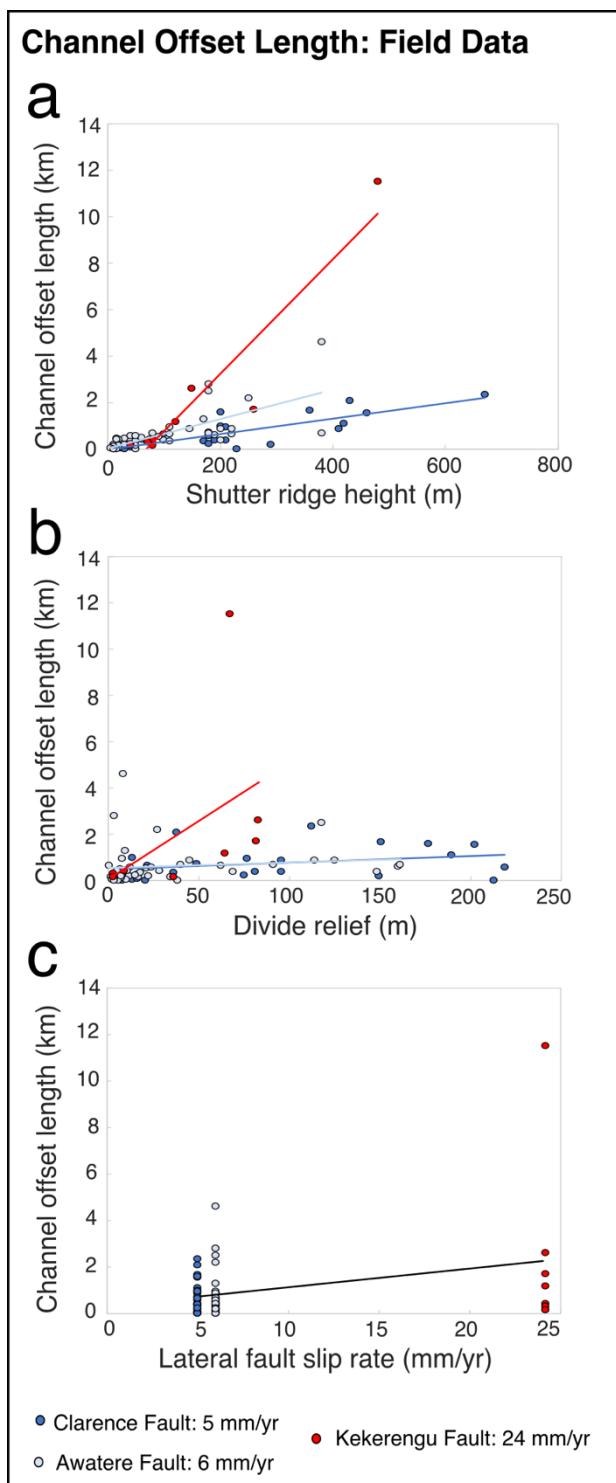 Channel Offset Length: Field Data
a
14
12
10
8
6
4
2
0
Channel offset length (km)
0 200 400 600 800
Shutter ridge height (m)
b
14
12
10
8
6
4
2
0
Channel offset length (km)
0 50 100 150 200 250
Divide relief (m)
c
14
12
10
8
6
4
2
0
Channel offset length (km)
0 5 10 15 20 25
Lateral fault slip rate (mm/yr)
Clarence Fault: 5 mm/yr
Kekerengu Fault: 24 mm/yr
Awatere Fault: 6 mm/yr